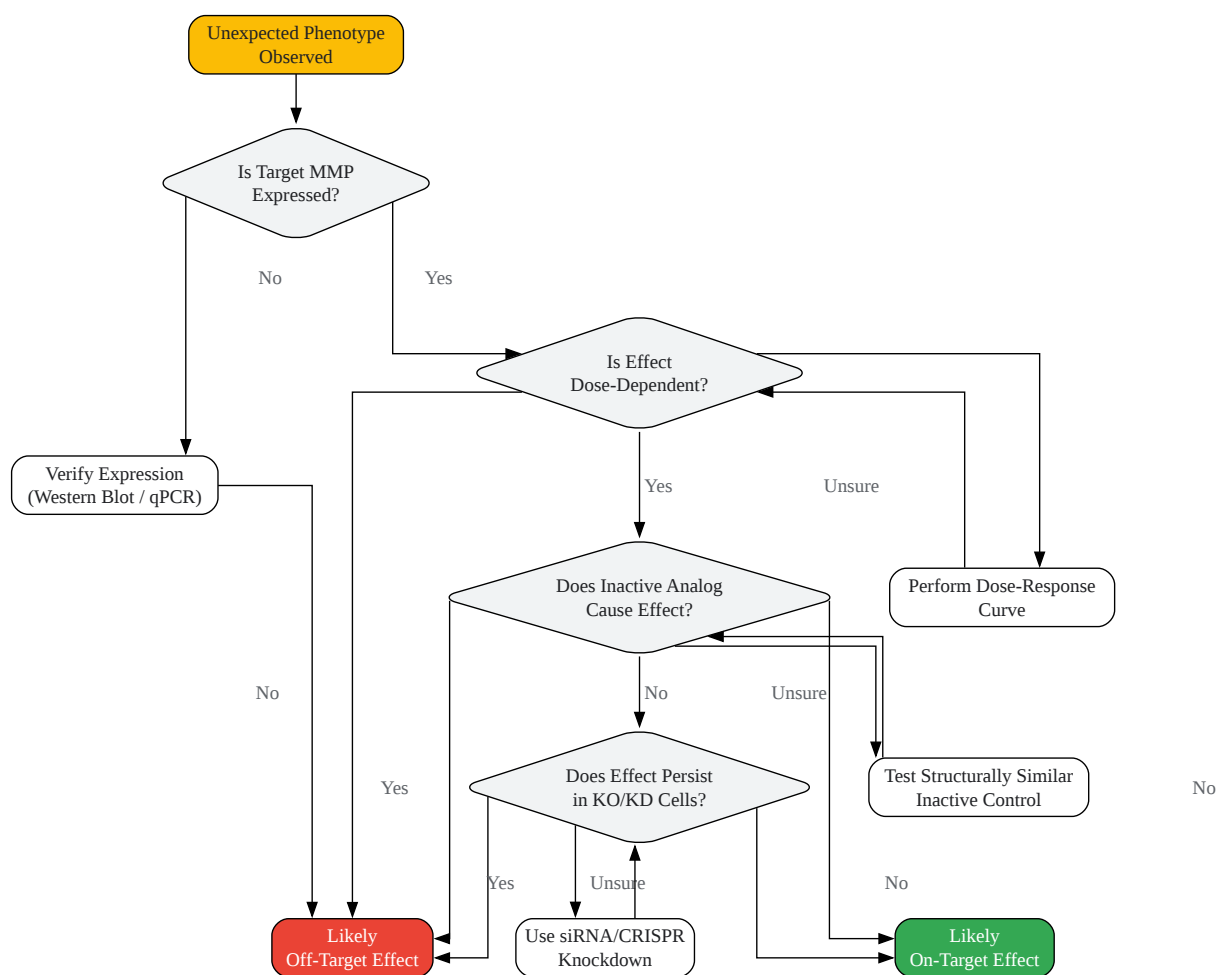 Unexpected Phenotype
Observed
Is Target MMP
Expressed?
No
Yes
Is Effect
Dose-Dependent?
Verify Expression
(Western Blot / qPCR)
Yes
Unsure
Does Inactive Analog
Cause Effect?
Perform Dose-Response
Curve
No
No
Unsure
Does Effect Persist
in KO/KD Cells?
Test Structurally Similar
Inactive Control
Yes
No
Yes
Unsure
No
Likely
Off-Target Effect
Use siRNA/CRISPR
Knockdown
Likely
On-Target Effect